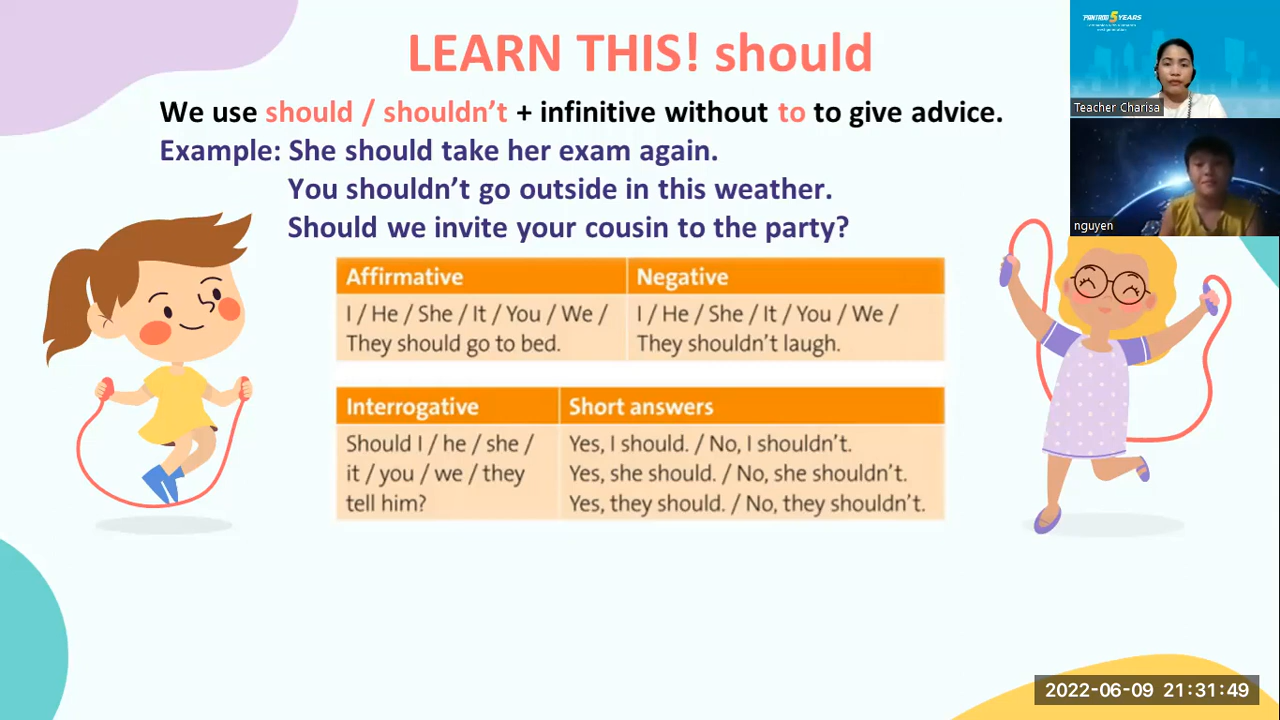 LEARN THIS! should
We use should / shouldn't + infinitive without to to give advice.
Example: She should take her exam again.
You shouldn't go outside in this weather.
Should we invite your cousin to the party?
Affirmative
Negative
I / He / She / It / You / We /
They should go to bed.
I / He / She / It / You / We /
They shouldn't laugh.
Interrogative
Short answers
Should I / he / she /
it / you / we / they
tell him?
Yes, I should. / No, I shouldn't.
Yes, she should. / No, she shouldn't.
Yes, they should. / No, they shouldn't.
5 YEARS
Teacher Charisa
nguyen
2022-06-09 21:31:49